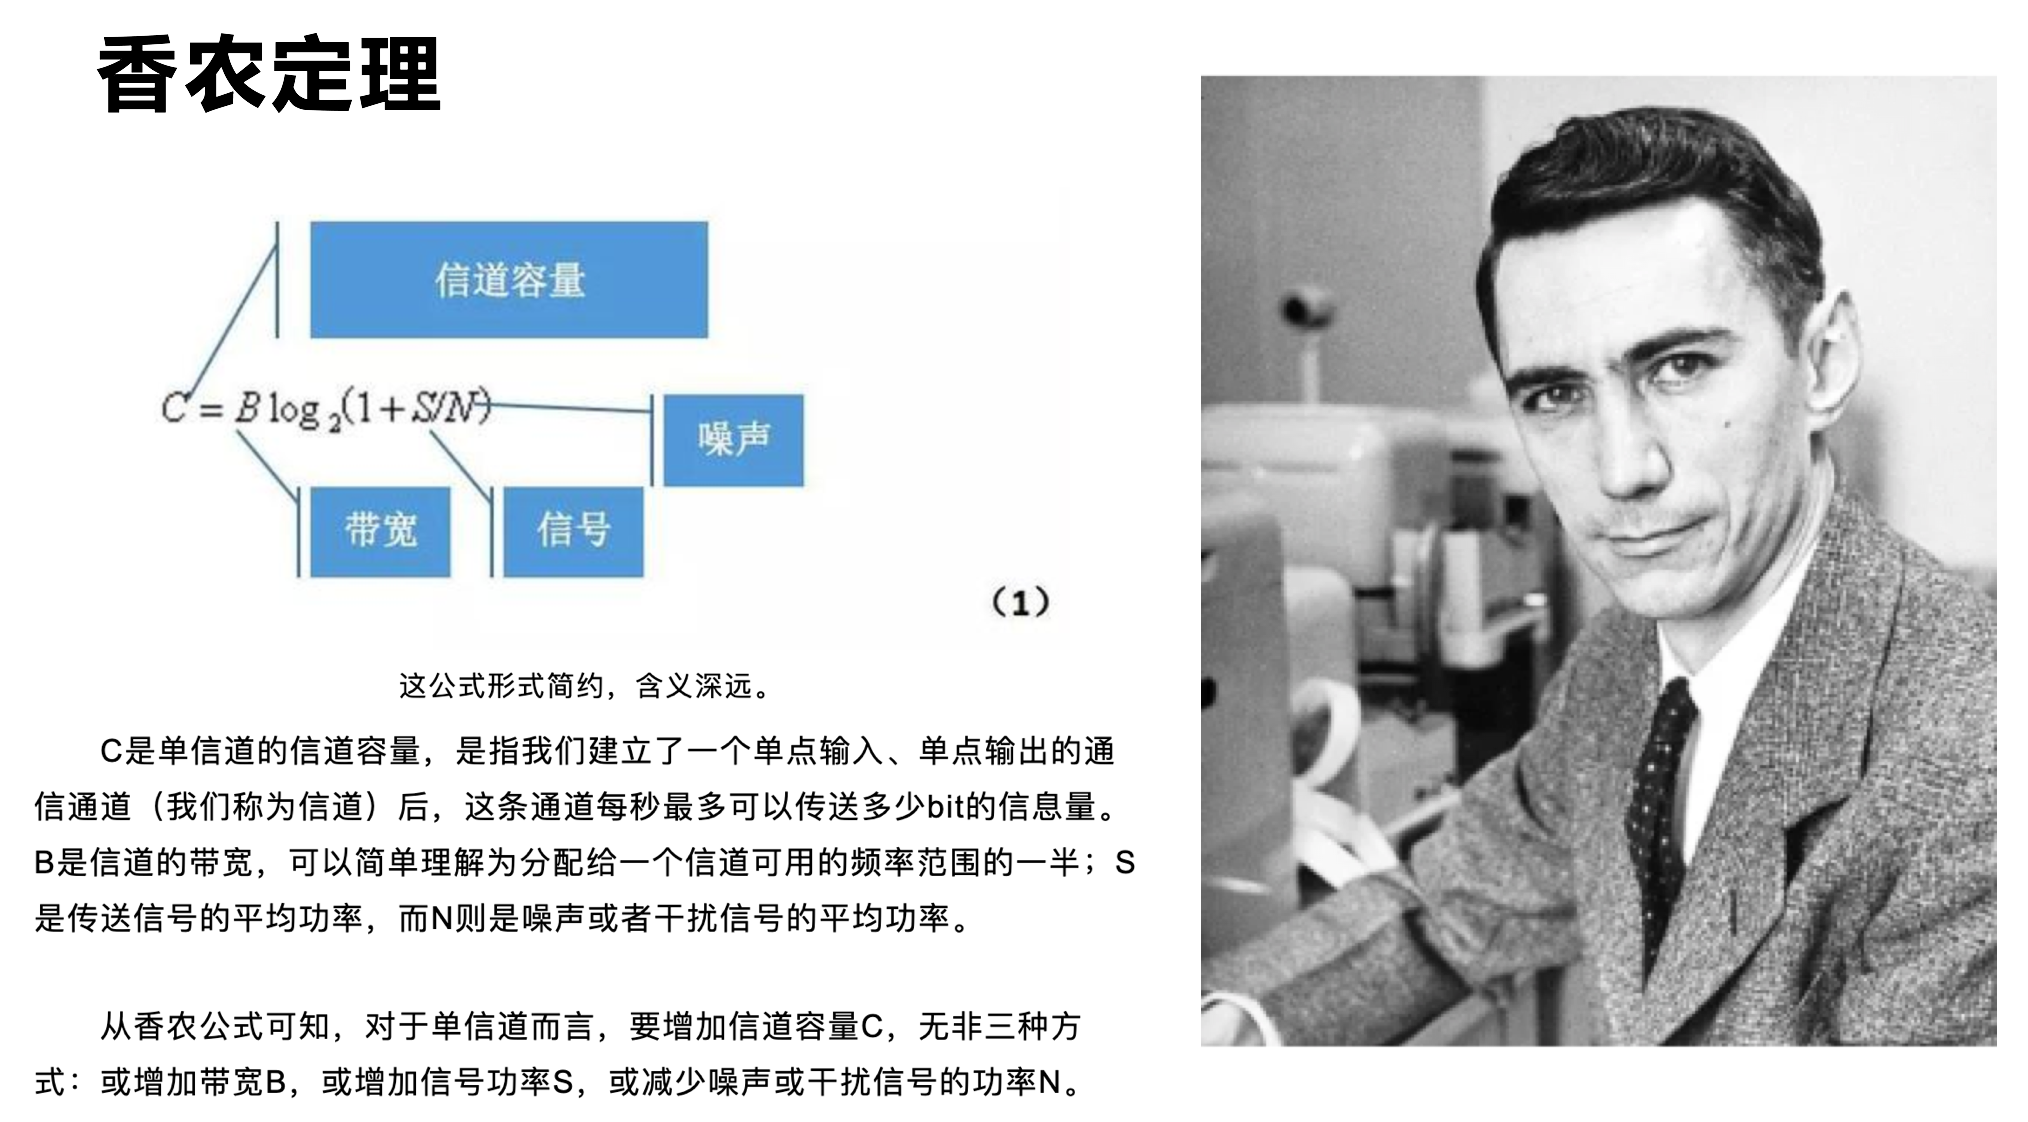 香农定理
信道容量
C = B log₂(1+S/N)
噪声
带宽
信号
（1）
这公式形式简约，含义深远。
C是单信道的信道容量，是指我们建立了一个单点输入、单点输出的通
信通道（我们称为信道）后，这条通道每秒最多可以传送多少bit的信息量。
B是信道的带宽，可以简单理解为分配给一个信道可用的频率范围的一半；S
是传送信号的平均功率，而N则是噪声或者干扰信号的平均功率。
从香农公式可知，对于单信道而言，要增加信道容量C，无非三种方
式：或增加带宽B，或增加信号功率S，或减少噪声或干扰信号的功率N。